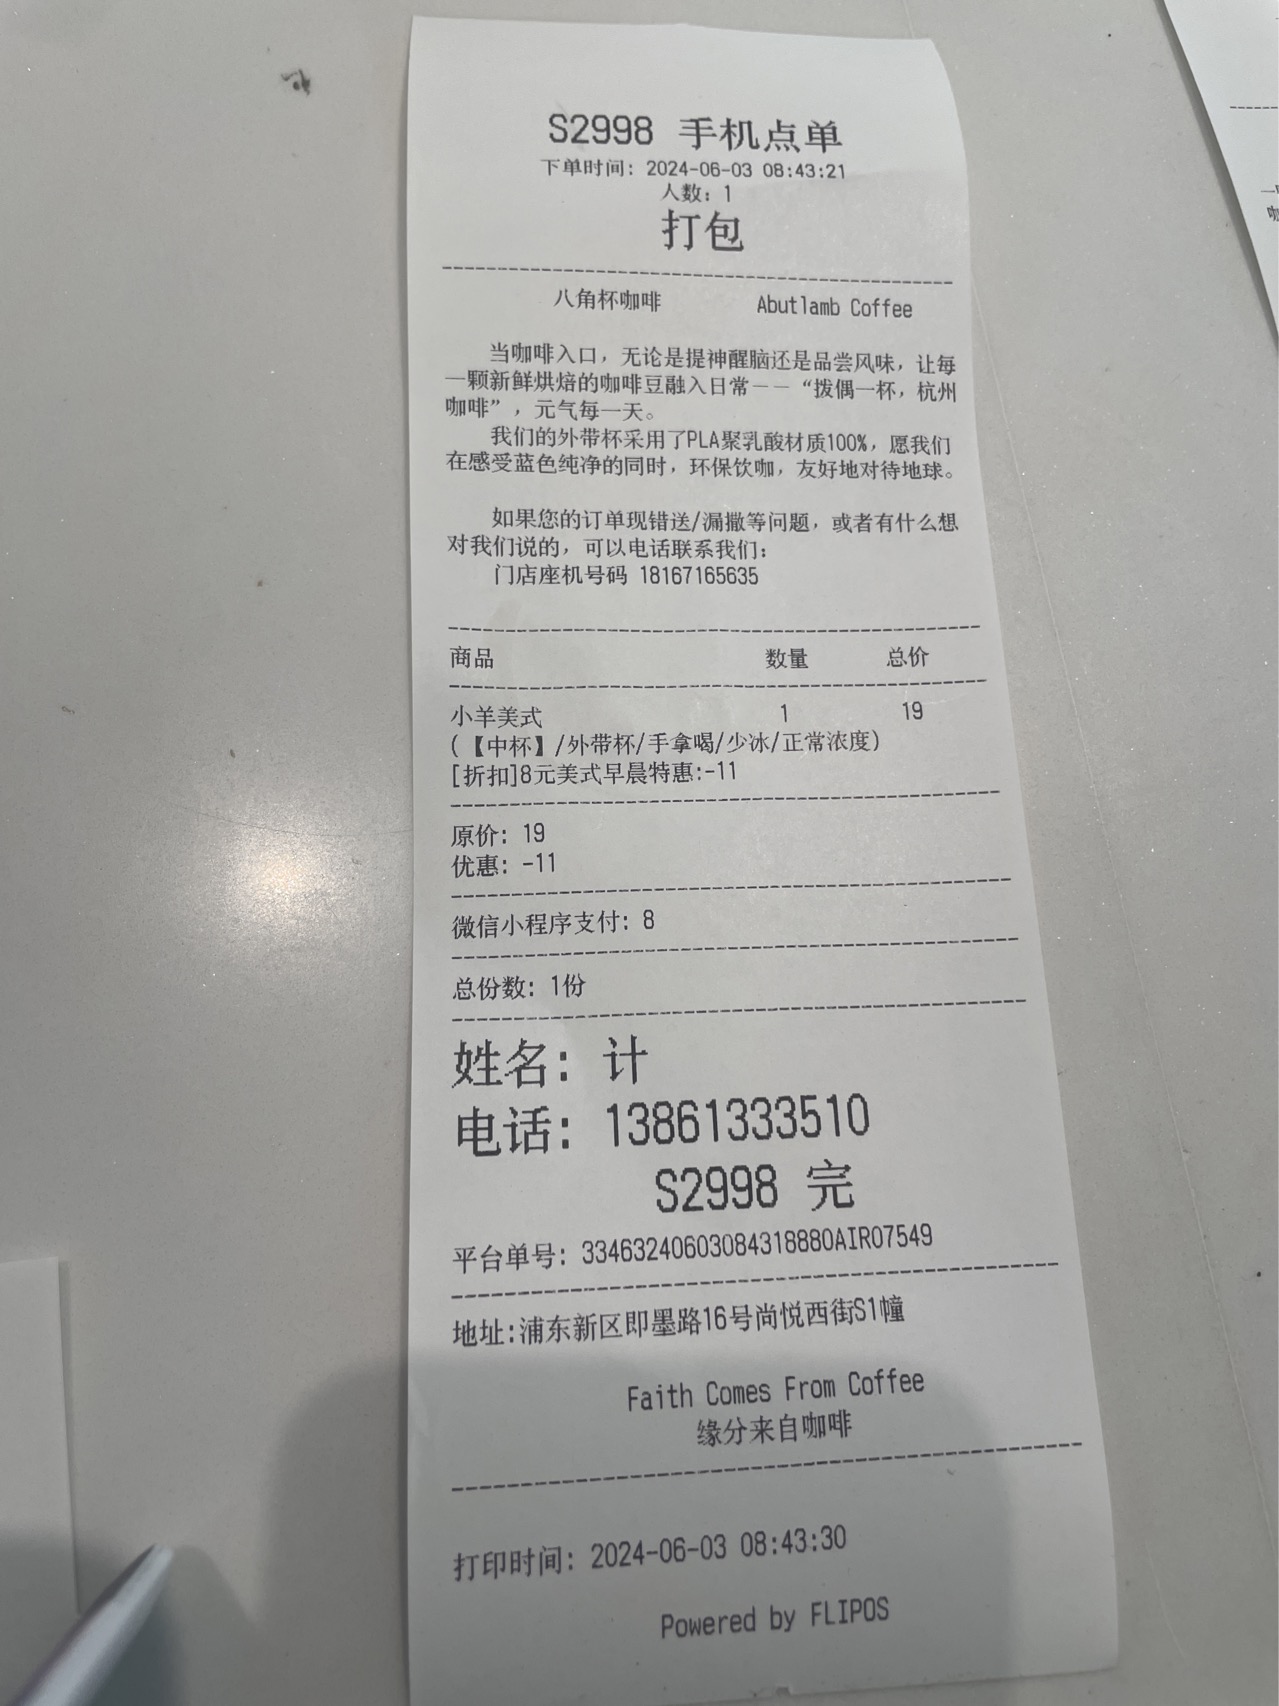 S2998 手机点单
下单时间: 2024-06-03 08:43:21
人数: 1
打包
八角杯咖啡 Abutlamb Coffee
当咖啡入口，无论是提神醒脑还是品尝风味，让每
一颗新鲜烘焙的咖啡豆融入日常——“拨偶一杯，杭州
咖啡”，元气每一天。
我们的外带杯采用了PLA聚乳酸材质100%，愿我们
在感受蓝色纯净的同时，环保饮咖，友好地对待地球。
如果您的订单现错送/漏撒等问题，或者有什么想
对我们说的，可以电话联系我们:
门店座机号码 18167165635
商品 数量 总价
小羊美式 1 19
(【中杯】/外带杯/手拿喝/少冰/正常浓度)
[折扣]8元美式早晨特惠:-11
原价: 19
优惠: -11
微信小程序支付: 8
总份数: 1份
姓名: 计
电话: 13861333510
S2998 完
平台单号: 33463240603084318880AIR07549
地址:浦东新区即墨路16号尚悦西街S1幢
Faith Comes From Coffee
缘分来自咖啡
打印时间: 2024-06-03 08:43:30
Powered by FLIPOS